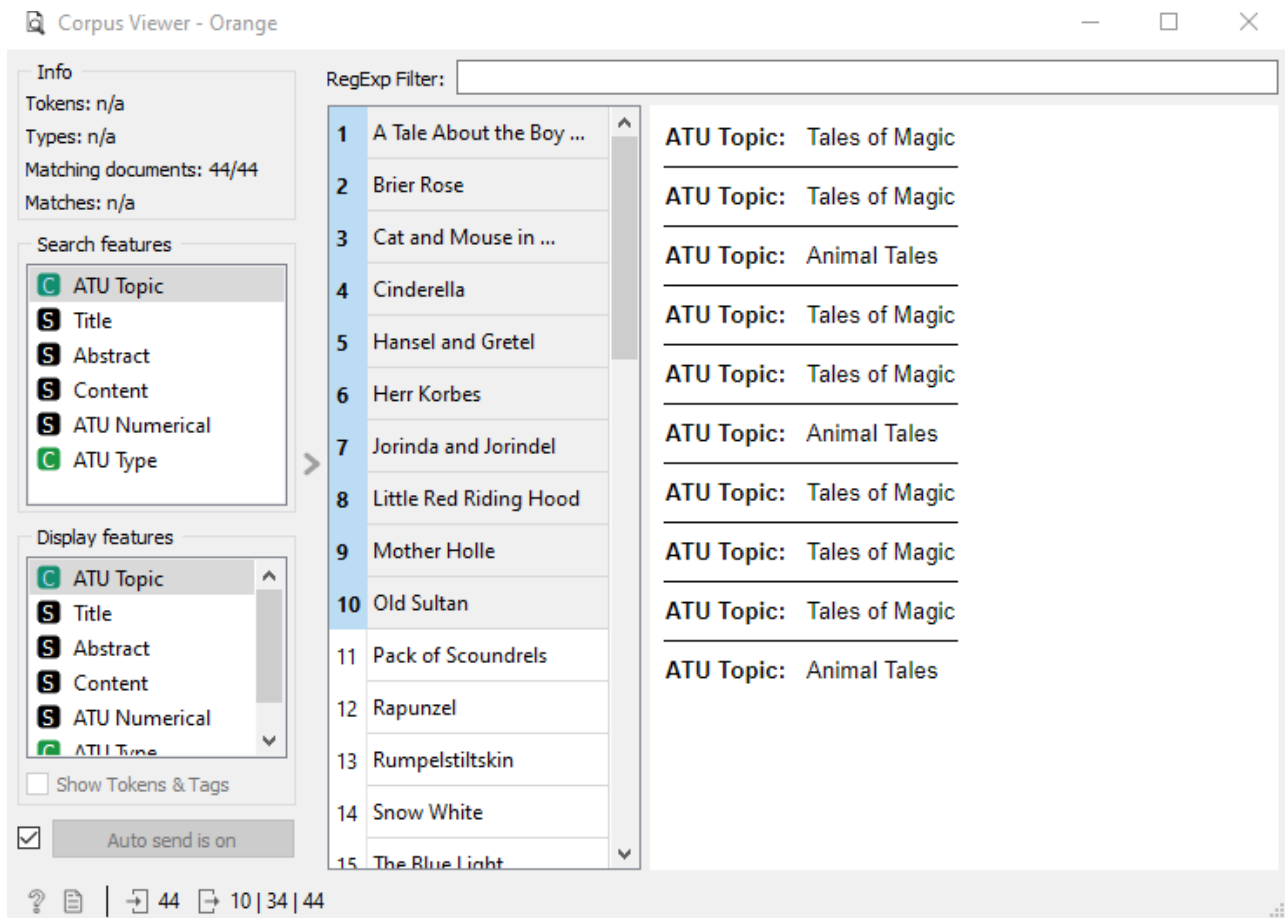 Corpus Viewer - Orange
Info
Tokens: n/a
Types: n/a
Matching documents: 44/44
Matches: n/a
Search features
C ATU Topic
S Title
S Abstract
S Content
S ATU Numerical
C ATU Type
Display features
C ATU Topic
S Title
S Abstract
S Content
S ATU Numerical
C ATU Type
Show Tokens & Tags
Auto send is on
RegExp Filter:
1 A Tale About the Boy ...
2 Brier Rose
3 Cat and Mouse in ...
4 Cinderella
5 Hansel and Gretel
6 Herr Korbes
7 Jorinda and Jorindel
8 Little Red Riding Hood
9 Mother Holle
10 Old Sultan
11 Pack of Scoundrels
12 Rapunzel
13 Rumpelstiltskin
14 Snow White
15 The Blue Light
ATU Topic: Tales of Magic
ATU Topic: Tales of Magic
ATU Topic: Animal Tales
ATU Topic: Tales of Magic
ATU Topic: Tales of Magic
ATU Topic: Animal Tales
ATU Topic: Tales of Magic
ATU Topic: Tales of Magic
ATU Topic: Tales of Magic
ATU Topic: Animal Tales
? 44 10 | 34 | 44